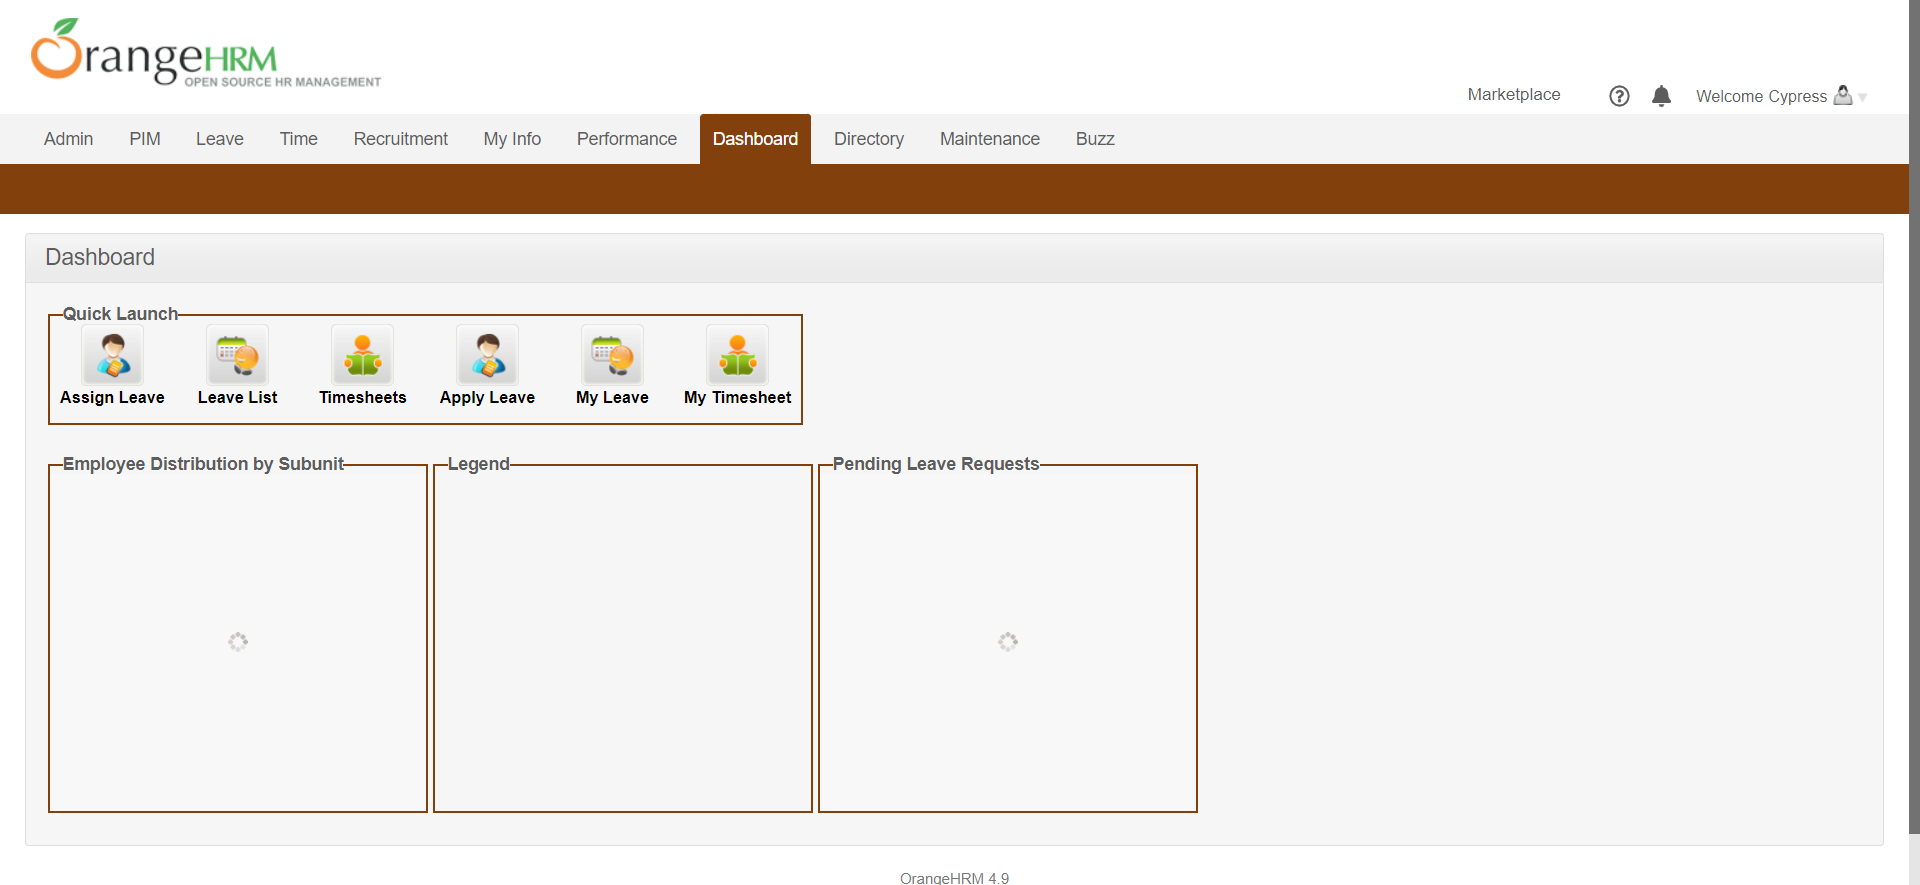 OrangeHRM
OPEN SOURCE HR MANAGEMENT
Marketplace
Welcome Cypress
Admin PIM Leave Time Recruitment My Info Performance Dashboard Directory Maintenance Buzz
Dashboard
Quick Launch
Assign Leave Leave List Timesheets Apply Leave My Leave My Timesheet
Employee Distribution by Subunit Legend Pending Leave Requests
OrangeHRM 4.9